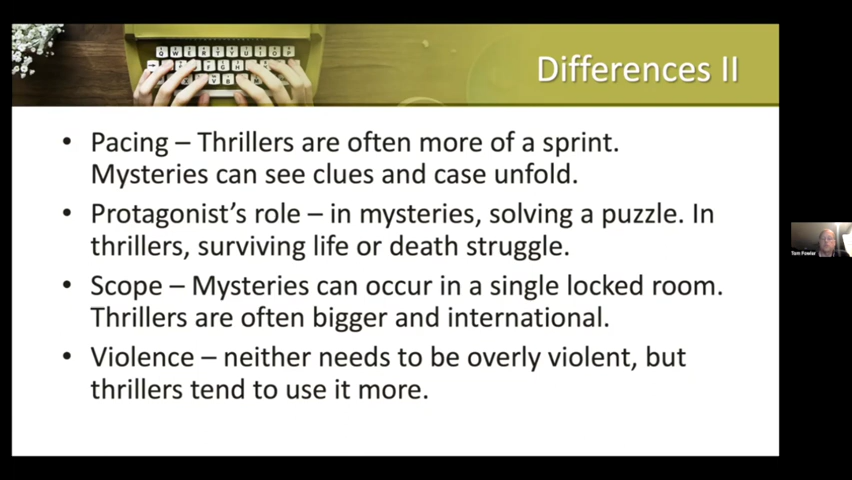 Differences II
• Pacing – Thrillers are often more of a sprint.
Mysteries can see clues and case unfold.
• Protagonist's role – in mysteries, solving a puzzle. In
thrillers, surviving life or death struggle.
• Scope – Mysteries can occur in a single locked room.
Thrillers are often bigger and international.
• Violence – neither needs to be overly violent, but
thrillers tend to use it more.
Tom Fowler